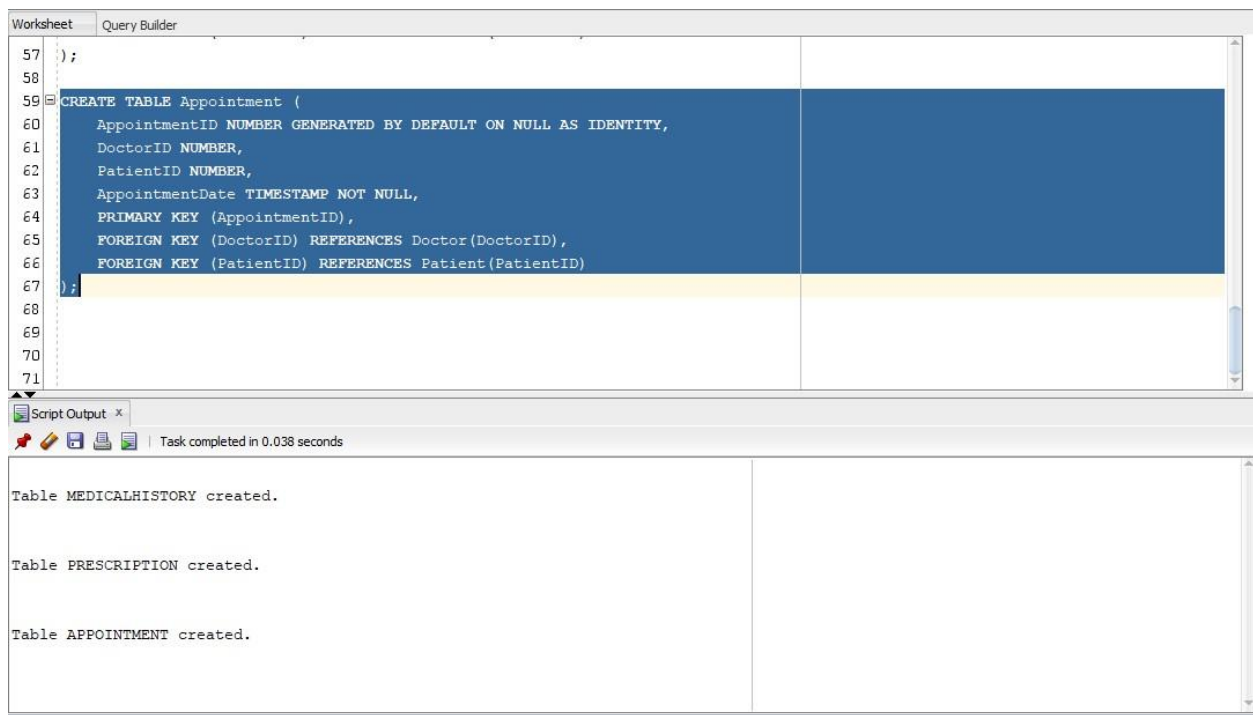 Worksheet Query Builder
57 );
58
59 CREATE TABLE Appointment (
60 AppointmentID NUMBER GENERATED BY DEFAULT ON NULL AS IDENTITY,
61 DoctorID NUMBER,
62 PatientID NUMBER,
63 AppointmentDate TIMESTAMP NOT NULL,
64 PRIMARY KEY (AppointmentID),
65 FOREIGN KEY (DoctorID) REFERENCES Doctor(DoctorID),
66 FOREIGN KEY (PatientID) REFERENCES Patient(PatientID)
67 );
68
69
70
71
Script Output x
Task completed in 0.038 seconds
Table MEDICALHISTORY created.
Table PRESCRIPTION created.
Table APPOINTMENT created.